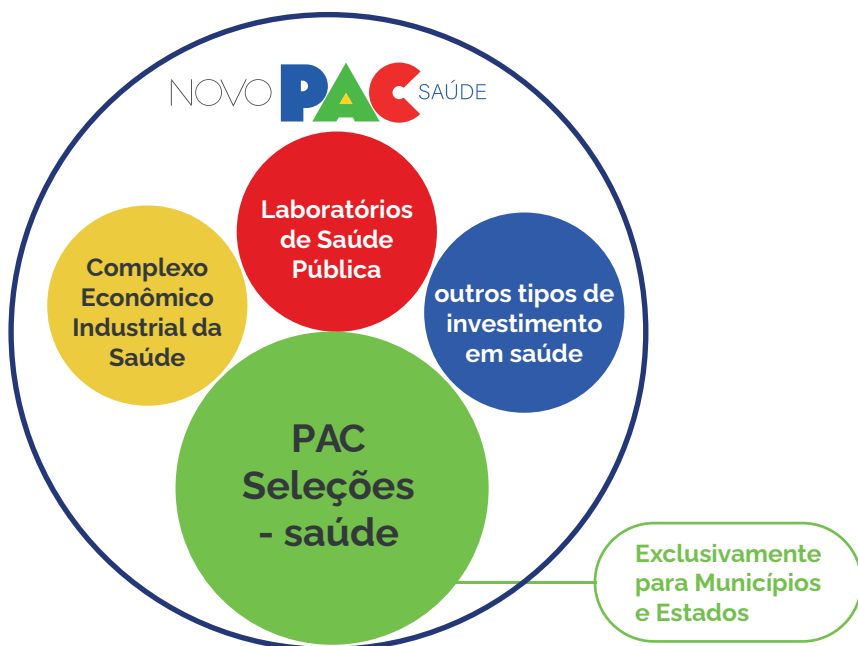 NOVO PAC SAÚDE
Laboratórios
de Saúde
Pública
Complexo
Econômico
Industrial da
Saúde
outros tipos de
investimento
em saúde
PAC
Seleções
- saúde
Exclusivamente
para Municípios
e Estados